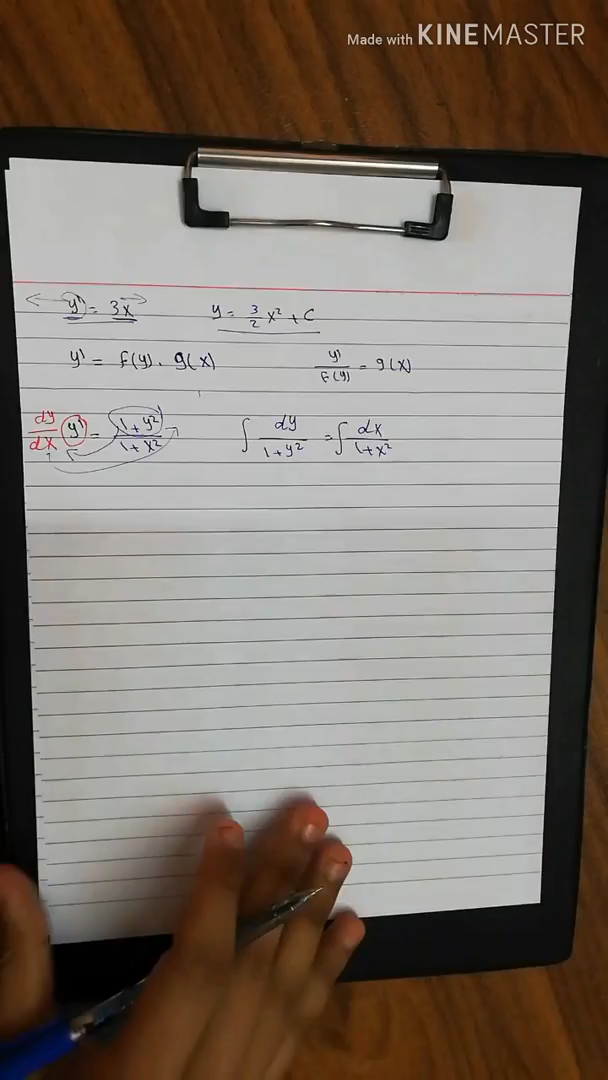 Made with KINEMASTER
y' = 3x y = 3/2 x² + C
y' = f(y) . g(x) y'/f(y) = g(x)
dy/dx y' = 1+y²/1+x² ∫ dy/1+y² = ∫ dx/1+x²